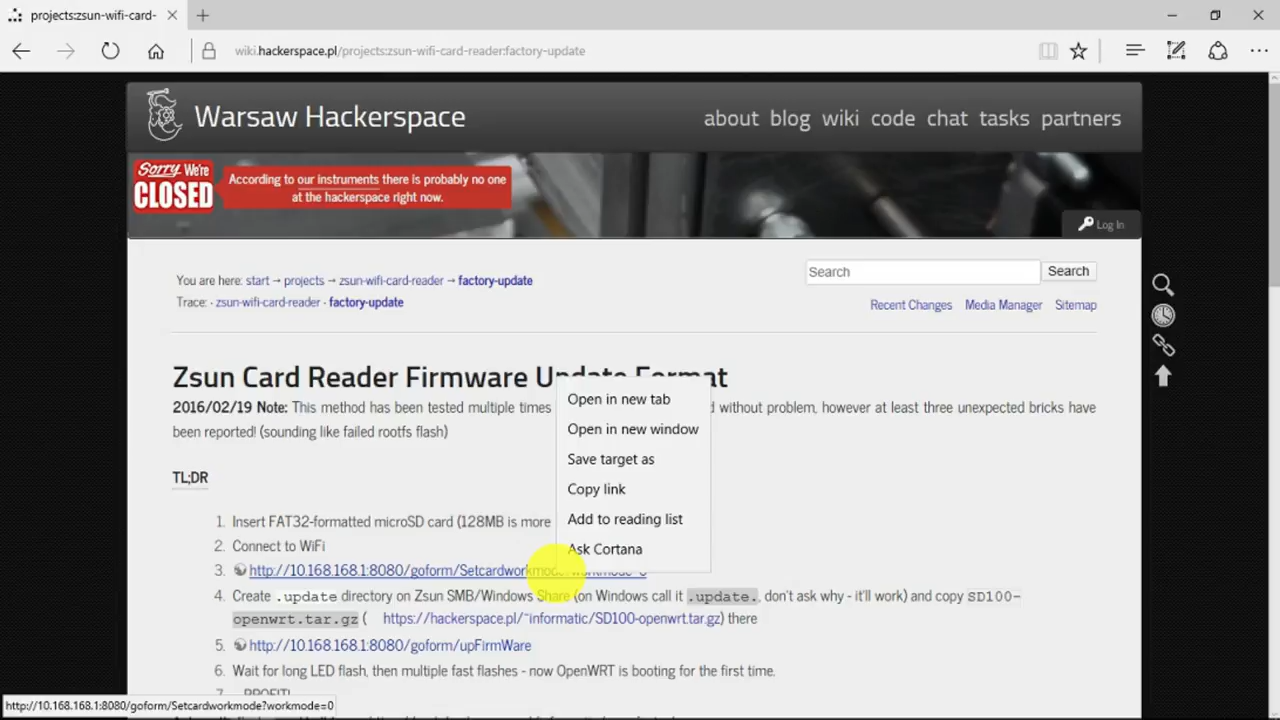 projects:zsun-wifi-card-
wiki.hackerspace.pl/projects:zsun-wifi-card-reader:factory-update
Warsaw Hackerspace
about blog wiki code chat tasks partners
Sorry We're
CLOSED
According to our instruments there is probably no one
at the hackerspace right now.
Log In
You are here: start → projects → zsun-wifi-card-reader → factory-update
Search
Search
Trace: · zsun-wifi-card-reader · factory-update
Recent Changes Media Manager Sitemap
Zsun Card Reader Firmware Update Format
2016/02/19 Note: This method has been tested multiple times without problem, however at least three unexpected bricks have
been reported! (sounding like failed rootfs flash)
Open in new tab
Open in new window
Save target as
Copy link
Add to reading list
Ask Cortana
TL;DR
1. Insert FAT32-formatted microSD card (128MB is more
2. Connect to WiFi
3. http://10.168.168.1:8080/goform/Setcardworkmode?workmode=0
4. Create .update directory on Zsun SMB/Windows Share (on Windows call it .update., don't ask why - it'll work) and copy SD100-
openwrt.tar.gz ( https://hackerspace.pl/~informatic/SD100-openwrt.tar.gz) there
5. http://10.168.168.1:8080/goform/upFirmWare
6. Wait for long LED flash, then multiple fast flashes - now OpenWRT is booting for the first time.
7. PROFIT!
http://10.168.168.1:8080/goform/Setcardworkmode?workmode=0